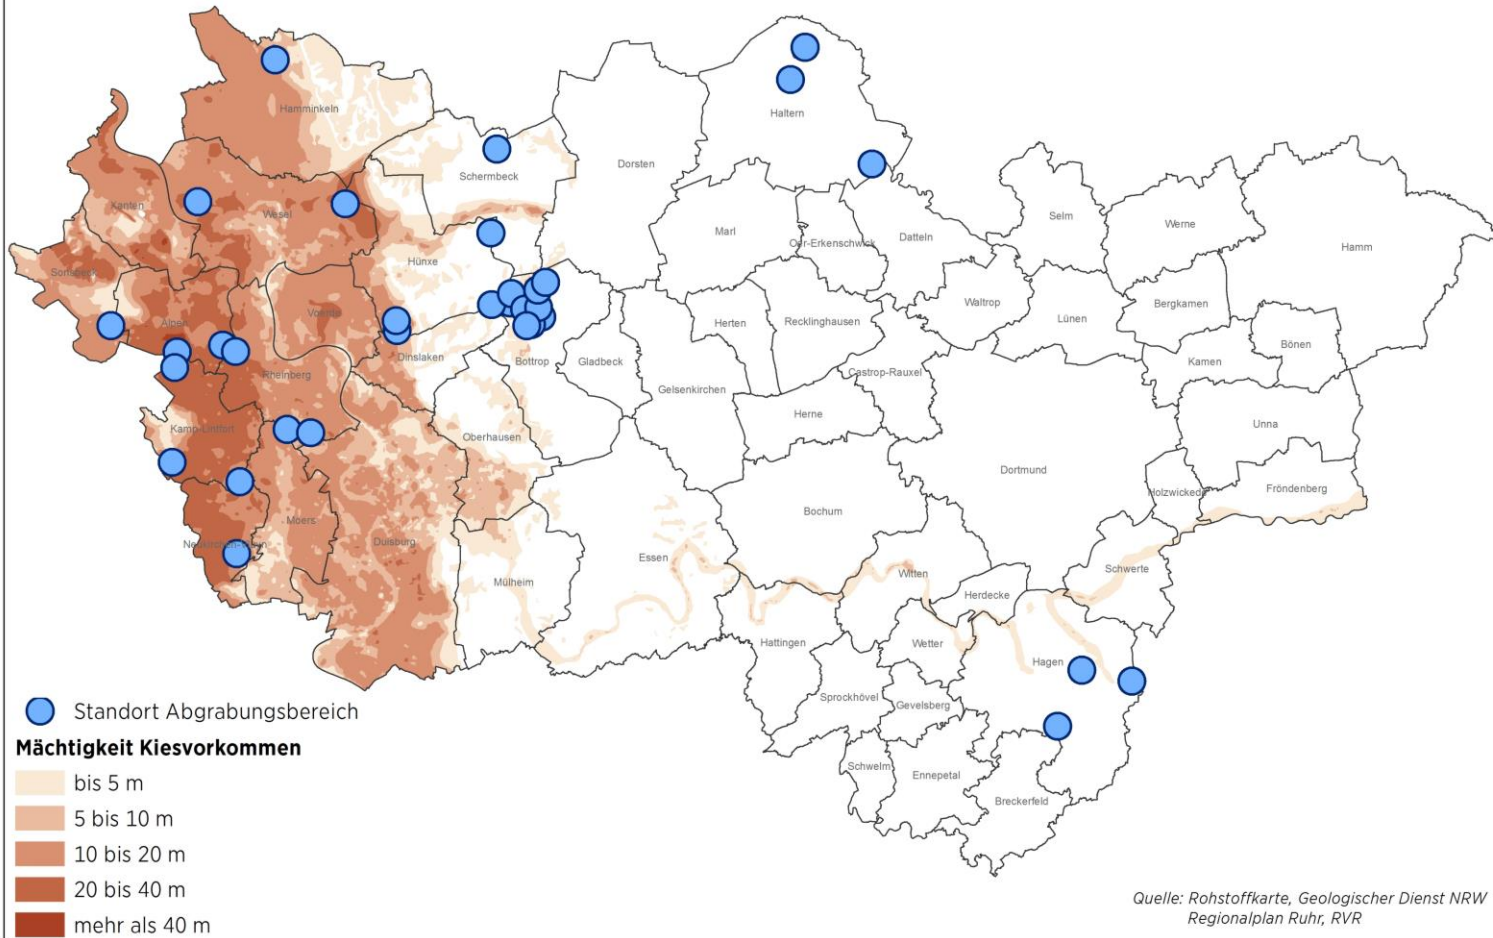 Hamminkeln
Haltern
Dorsten
Schermbeck
Xanten
Wesel
Selm
Werne
Marl
Oer-Erkenschwick
Datteln
Hamm
Hünxe
Sonsbeck
Waltrop
Bergkamen
Alpen
Voerde
Herten
Recklinghausen
Lünen
Bönen
Dinslaken
Bottrop
Gladbeck
Kamen
Rheinberg
Gelsenkirchen
Castrop-Rauxel
Herne
Unna
Kamp-Lintfort
Oberhausen
Dortmund
Holzwickede
Fröndenberg
Bochum
Moers
Neukirchen-Vluyn
Duisburg
Essen
Mülheim
Witten
Schwerte
Herdecke
Hattingen
Wetter
Hagen
Sprockhövel
Gevelsberg
Schwelm
Ennepetal
Breckerfeld
Standort Abgrabungsbereich
Mächtigkeit Kiesvorkommen
bis 5 m
5 bis 10 m
10 bis 20 m
20 bis 40 m
mehr als 40 m
Quelle: Rohstoffkarte, Geologischer Dienst NRW
Regionalplan Ruhr, RVR